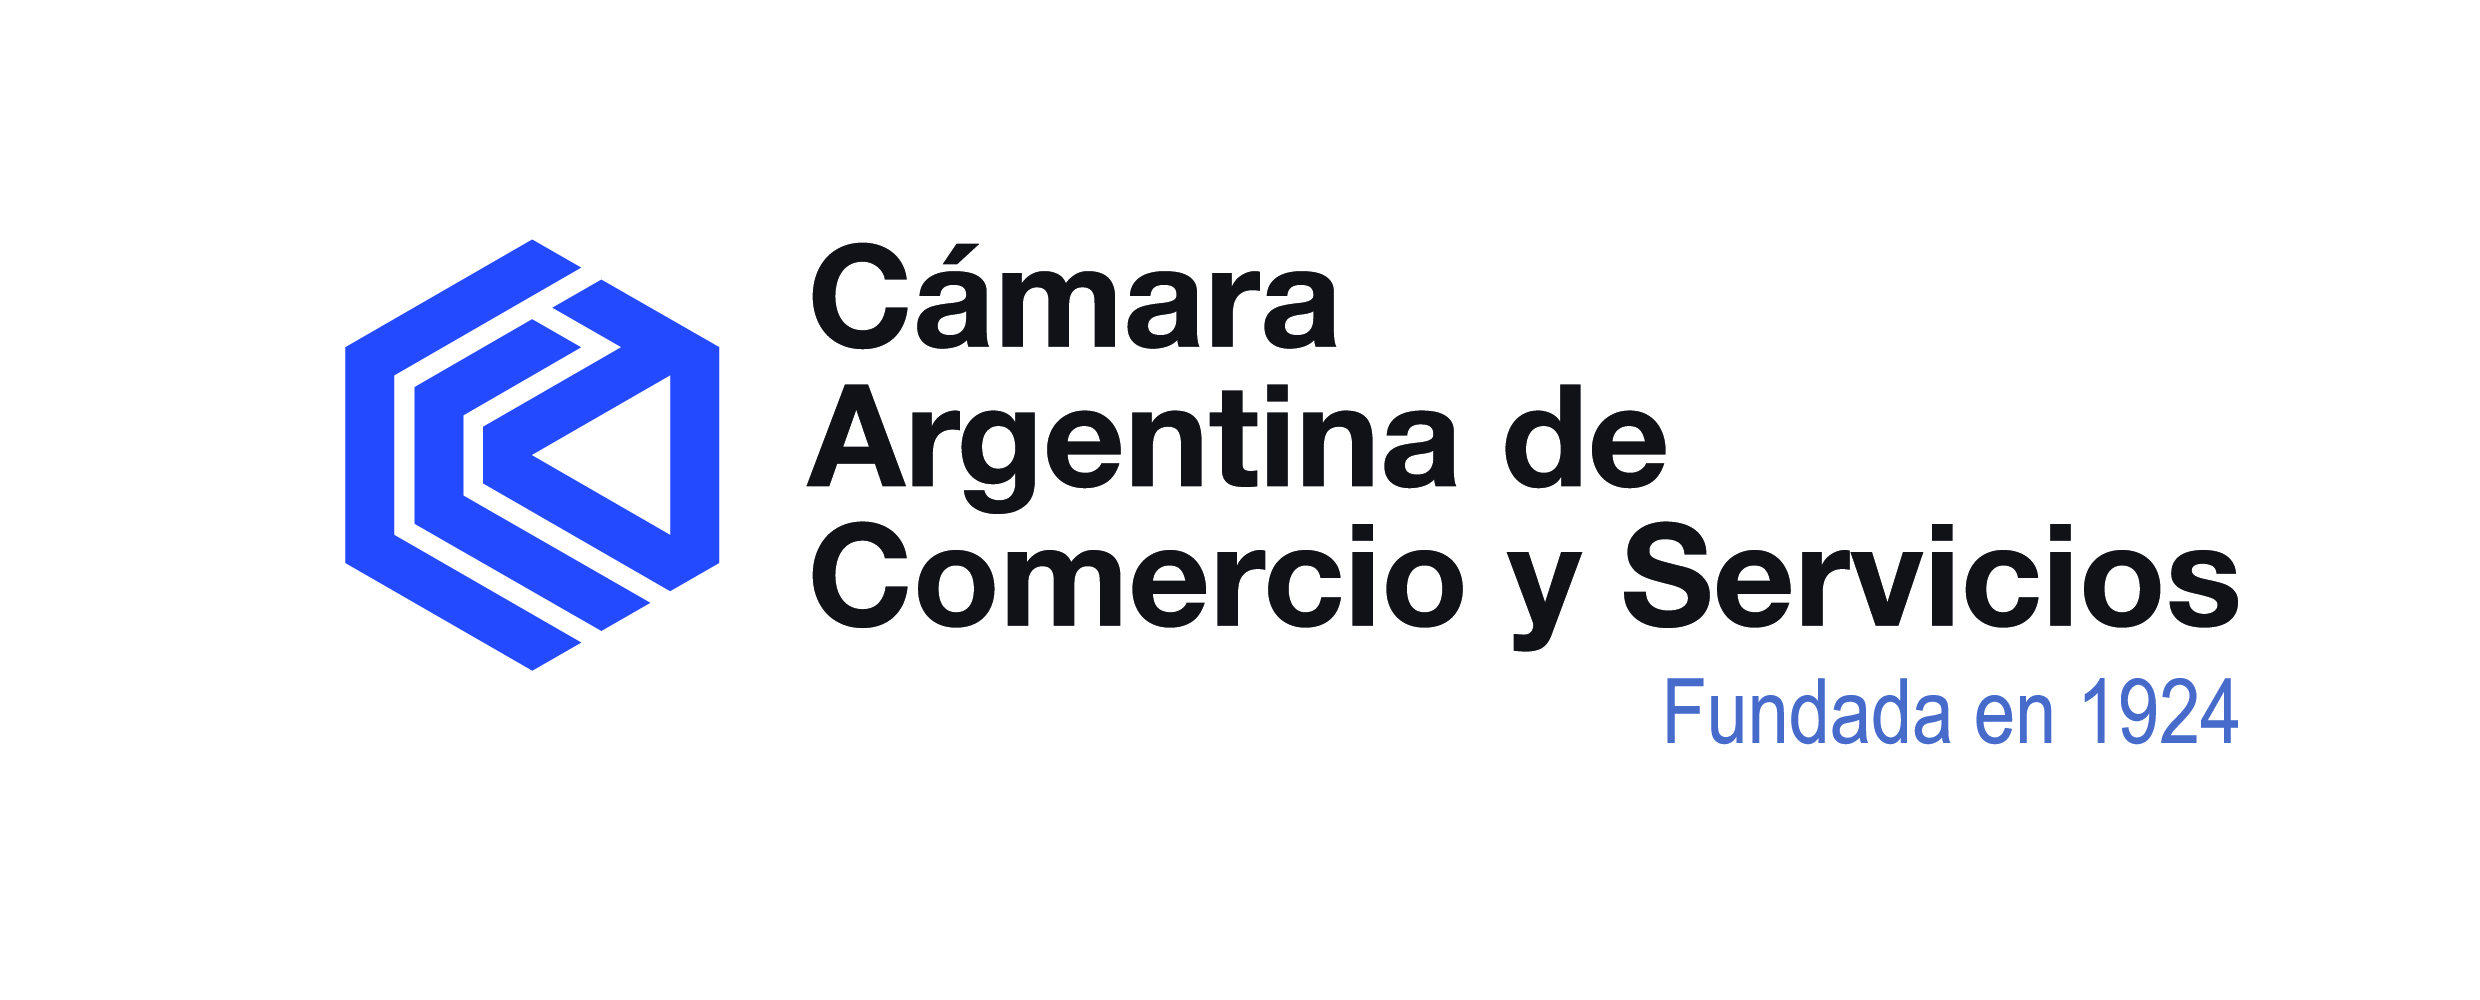 Cámara
Argentina de
Comercio y Servicios
Fundada en 1924